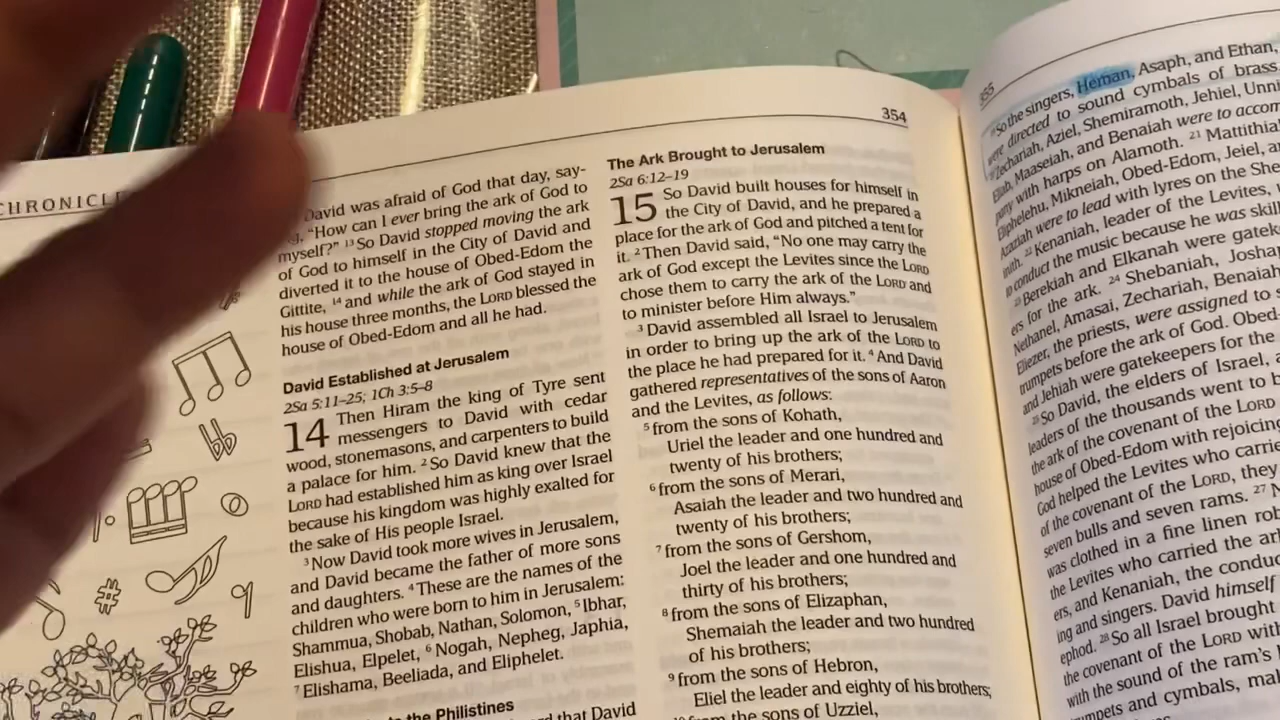 CHRONICLE
David was afraid of God that day, say-
"How can I ever bring the ark of God to
myself?" 13 So David stopped moving the ark
of God to himself in the City of David and
diverted it to the house of Obed-Edom the
Gittite, 14 and while the ark of God stayed in
his house three months, the LORD blessed the
house of Obed-Edom and all he had.
David Established at Jerusalem
2Sa 5:11–25; 1Ch 3:5–8
14 Then Hiram the king of Tyre sent
messengers to David with cedar
wood, stonemasons, and carpenters to build
a palace for him. 2 So David knew that the
LORD had established him as king over Israel
because his kingdom was highly exalted for
the sake of His people Israel.
3 Now David took more wives in Jerusalem,
and David became the father of more sons
and daughters. 4 These are the names of the
children who were born to him in Jerusalem:
Shammua, Shobab, Nathan, Solomon, 5 Ibhar,
Elishua, Elpelet, 6 Nogah, Nepheg, Japhia,
7 Elishama, Beeliada, and Eliphelet.
the Philistines
that David
354
The Ark Brought to Jerusalem
2Sa 6:12–19
15 So David built houses for himself in
the City of David, and he prepared a
place for the ark of God and pitched a tent for
it. 2 Then David said, "No one may carry the
ark of God except the Levites since the LORD
chose them to carry the ark of the LORD and
to minister before Him always."
3 David assembled all Israel to Jerusalem
in order to bring up the ark of the LORD to
the place he had prepared for it. 4 And David
gathered representatives of the sons of Aaron
and the Levites, as follows:
5 from the sons of Kohath,
Uriel the leader and one hundred and
twenty of his brothers;
6 from the sons of Merari,
Asaiah the leader and two hundred and
twenty of his brothers;
7 from the sons of Gershom,
Joel the leader and one hundred and
thirty of his brothers;
8 from the sons of Elizaphan,
Shemaiah the leader and two hundred
of his brothers;
9 from the sons of Hebron,
Eliel the leader and eighty of his brothers;
10 from the sons of Uzziel,
355
So the singers, Heman, Asaph, and Ethan,
were directed to sound cymbals of brass
Zechariah, Aziel, Shemiramoth, Jehiel, Unni
Eliab, Maaseiah, and Benaiah were to accom
pany with harps on Alamoth. 21 Mattithia
Eliphelehu, Mikneiah, Obed-Edom, Jeiel, a
Azaziah were to lead with lyres on the She
inith. 22 Kenaniah, leader of the Levites,
to conduct the music because he was skill
23 Berekiah and Elkanah were gatek
ers for the ark. 24 Shebaniah, Josha
Nethanel, Amasai, Zechariah, Benaiah
Eliezer, the priests, were assigned to
trumpets before the ark of God. Obed-
and Jehiah were gatekeepers for the
25 So David, the elders of Israel,
leaders of the thousands went to b
the ark of the covenant of the LORD
house of Obed-Edom with rejoicing
God helped the Levites who carrie
of the covenant of the LORD, they
seven bulls and seven rams. 27
was clothed in a fine linen rob
the Levites who carried the ar
ers, and Kenaniah, the conduc
ing and singers. David himself
ephod. 28 So all Israel brought
the covenant of the LORD with
with the sound of the ram's
trumpets and cymbals, mak